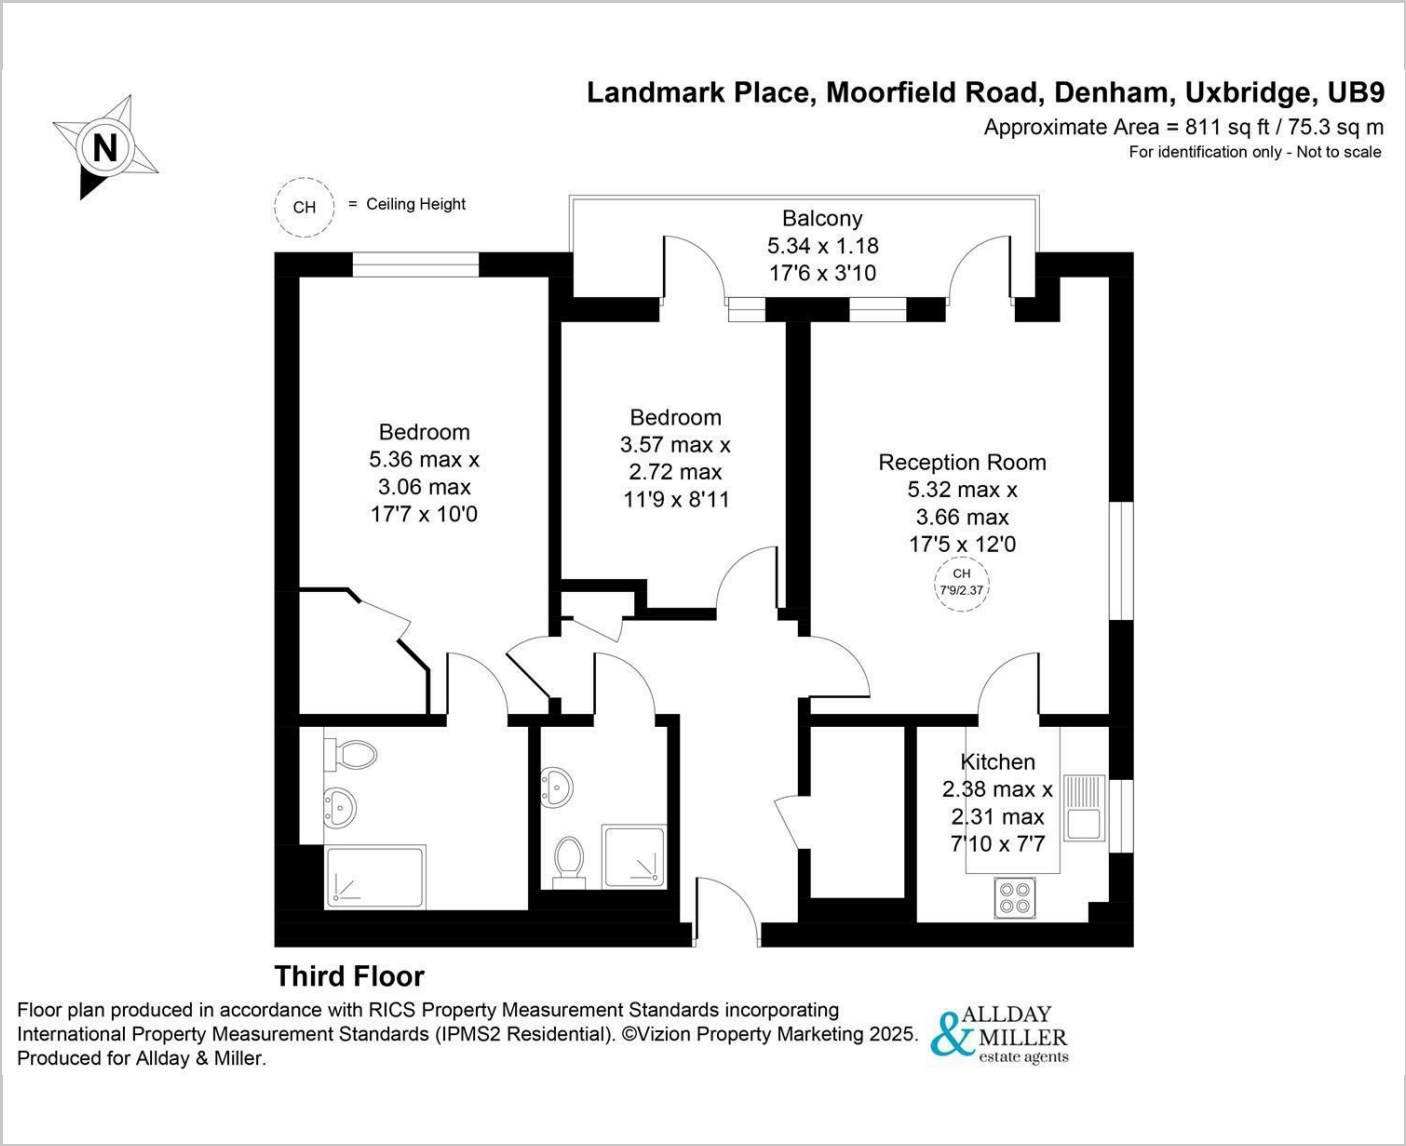 Landmark Place, Moorfield Road, Denham, Uxbridge, UB9
Approximate Area = 811 sq ft / 75.3 sq m
For identification only - Not to scale
N
CH
= Ceiling Height
Balcony
5.34 x 1.18
17'6 x 3'10
Bedroom
5.36 max x
3.06 max
17'7 x 10'0
Bedroom
3.57 max x
2.72 max
11'9 x 8'11
Reception Room
5.32 max x
3.66 max
17'5 x 12'0
CH
7'9/2.37
Kitchen
2.38 max x
2.31 max
7'10 x 7'7
Third Floor
Floor plan produced in accordance with RICS Property Measurement Standards incorporating
International Property Measurement Standards (IPMS2 Residential). ©Vizion Property Marketing 2025.
Produced for Allday & Miller.
ALLDAY
& MILLER
estate agents